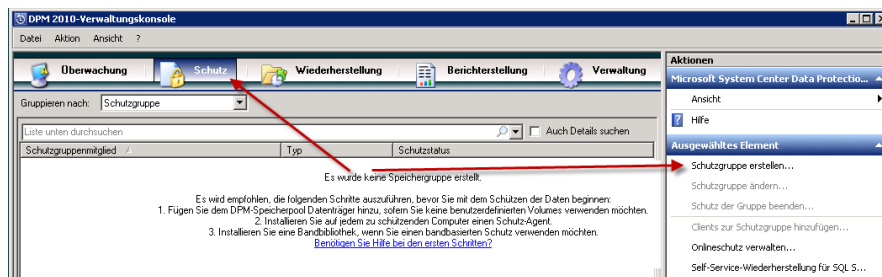 DPM 2010-Verwaltungskonsole
Datei Aktion Ansicht ?
Überwachung Schutz Wiederherstellung Berichterstellung Verwaltung
Gruppieren nach: Schutzgruppe
Liste unten durchsuchen Auch Details suchen
Schutzgruppenmitglied Typ Schutzstatus
Es wurde keine Speichergruppe erstellt.
Es wird empfohlen, die folgenden Schritte auszuführen, bevor Sie mit dem Schützen der Daten beginnen:
1. Fügen Sie dem DPM-Speicherpool Datenträger hinzu, sofern Sie keine benutzerdefinierten Volumes verwenden möchten.
2. Installieren Sie auf jedem zu schützenden Computer einen Schutz-Agent.
3. Installieren Sie eine Bandbibliothek, wenn Sie einen bandbasierten Schutz verwenden möchten.
Benötigen Sie Hilfe bei den ersten Schritten?
Aktionen
Microsoft System Center Data Protectio...
Ansicht
Hilfe
Ausgewähltes Element
Schutzgruppe erstellen...
Schutzgruppe ändern...
Schutz der Gruppe beenden...
Clients zur Schutzgruppe hinzufügen...
Onlineschutz verwalten...
Self-Service-Wiederherstellung für SQL S...